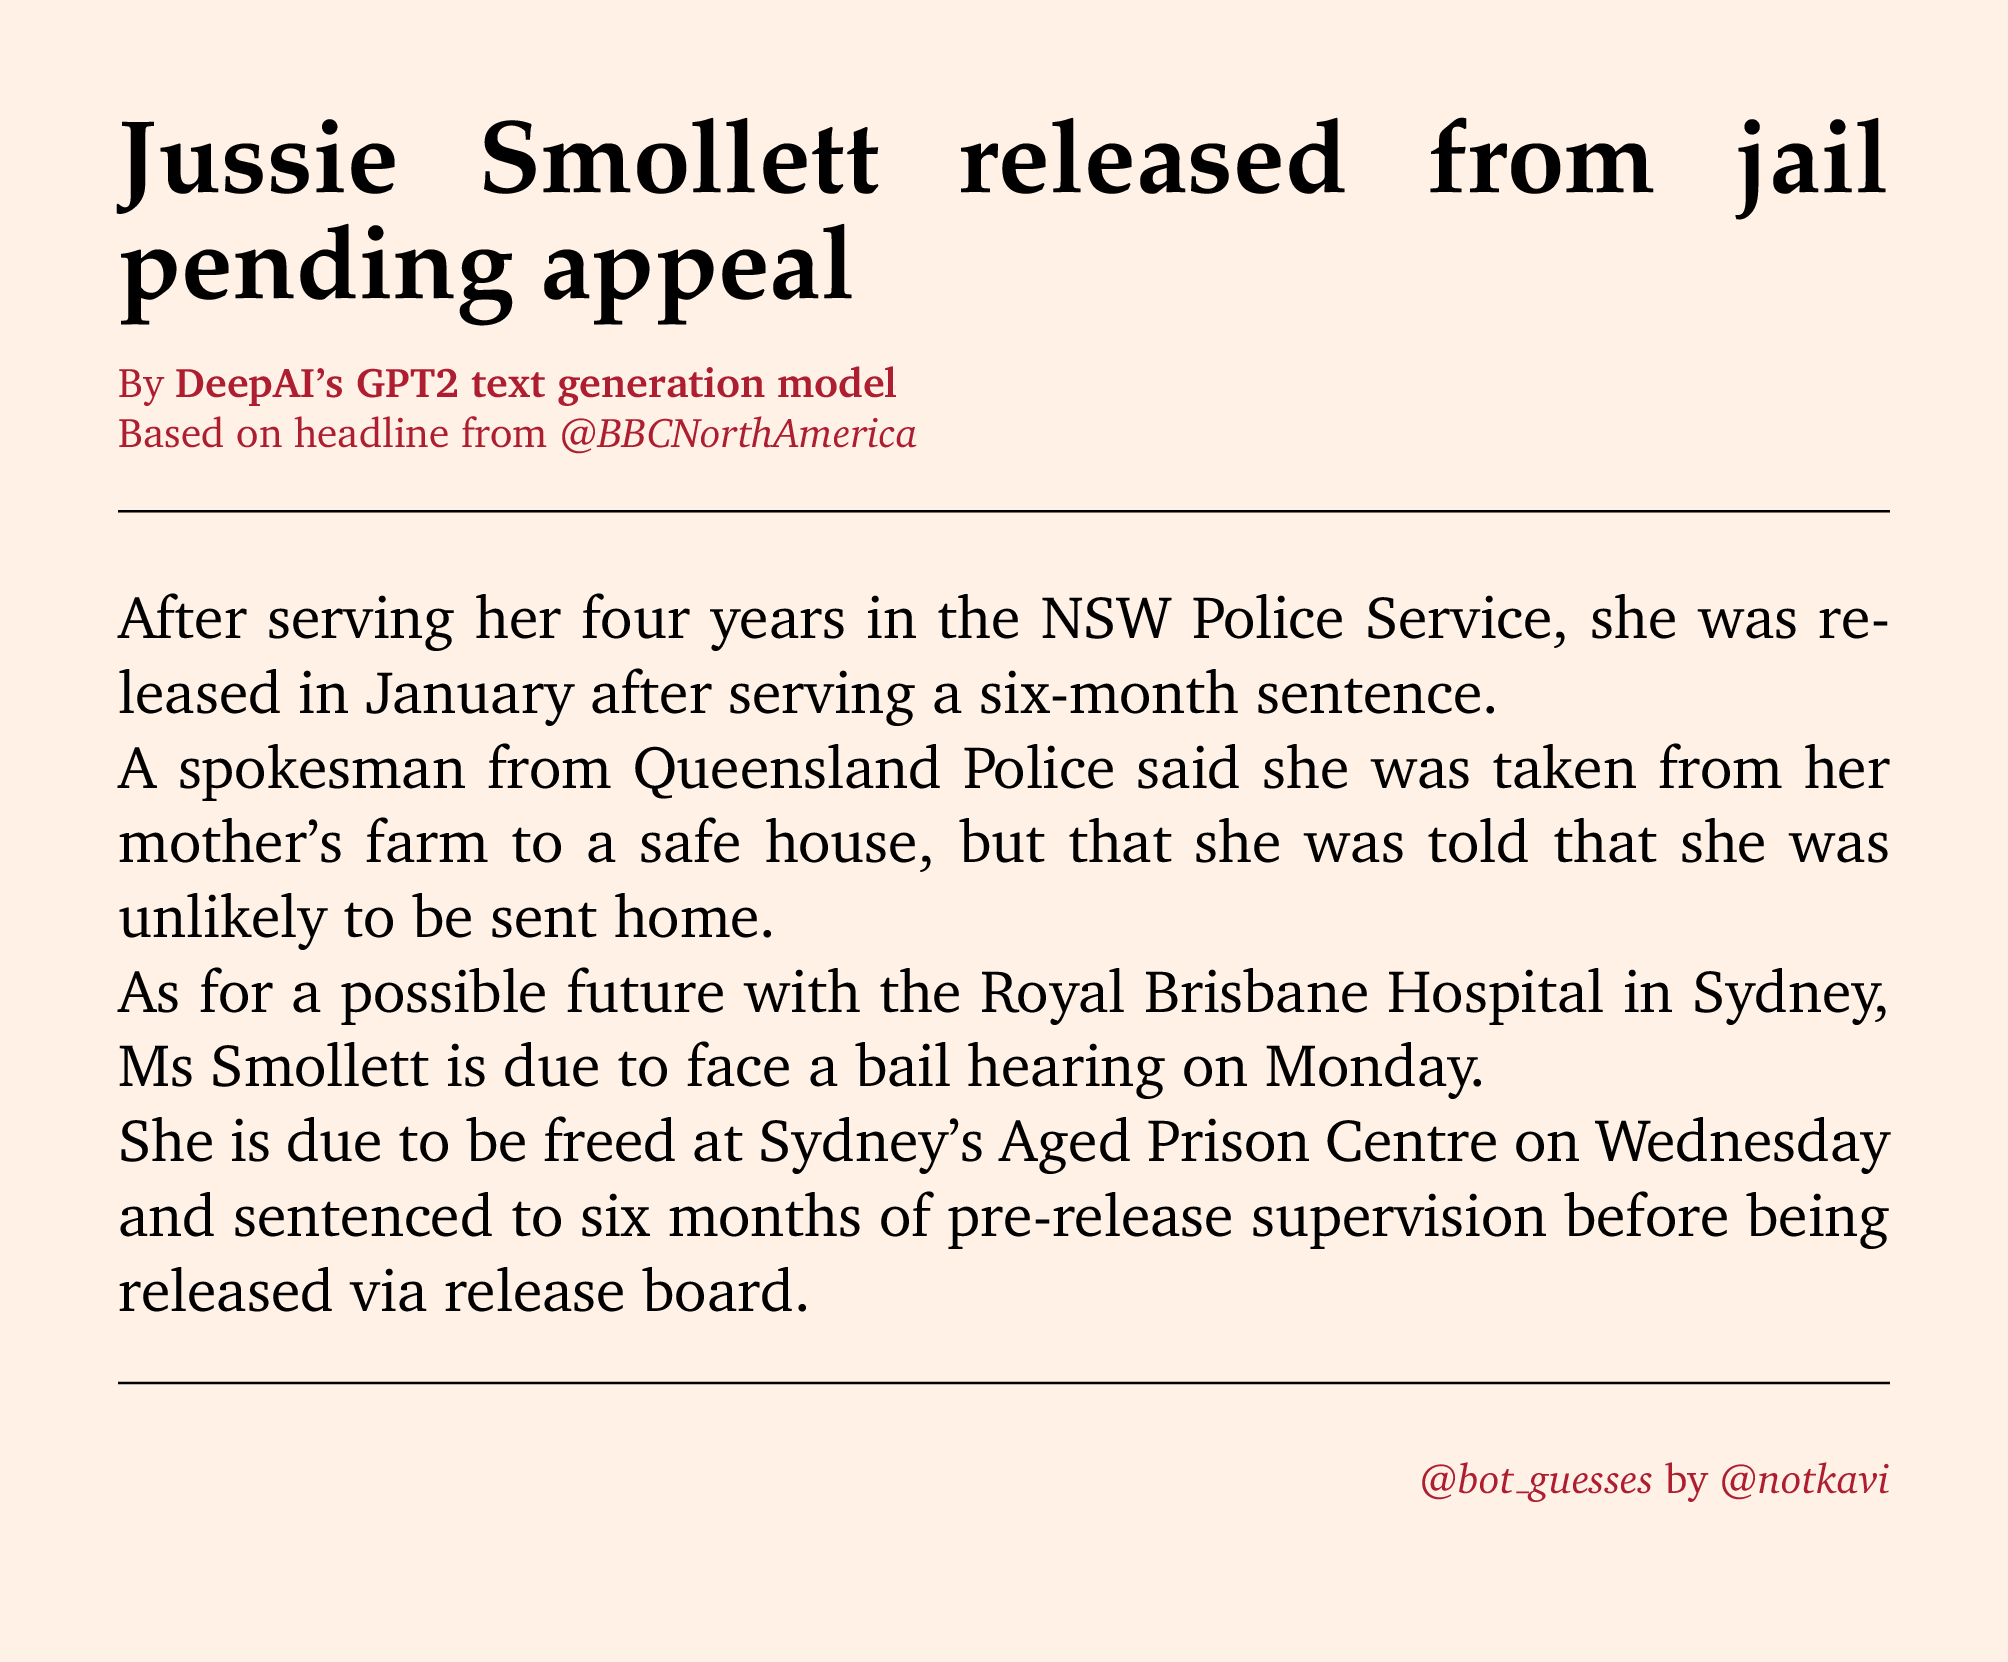 Jussie Smollett released from jail
pending appeal
By DeepAI's GPT2 text generation model
Based on headline from @BBCNorthAmerica
After serving her four years in the NSW Police Service, she was re-
leased in January after serving a six-month sentence.
A spokesman from Queensland Police said she was taken from her
mother's farm to a safe house, but that she was told that she was
unlikely to be sent home.
As for a possible future with the Royal Brisbane Hospital in Sydney,
Ms Smollett is due to face a bail hearing on Monday.
She is due to be freed at Sydney's Aged Prison Centre on Wednesday
and sentenced to six months of pre-release supervision before being
released via release board.
@bot_guesses by @notkavi